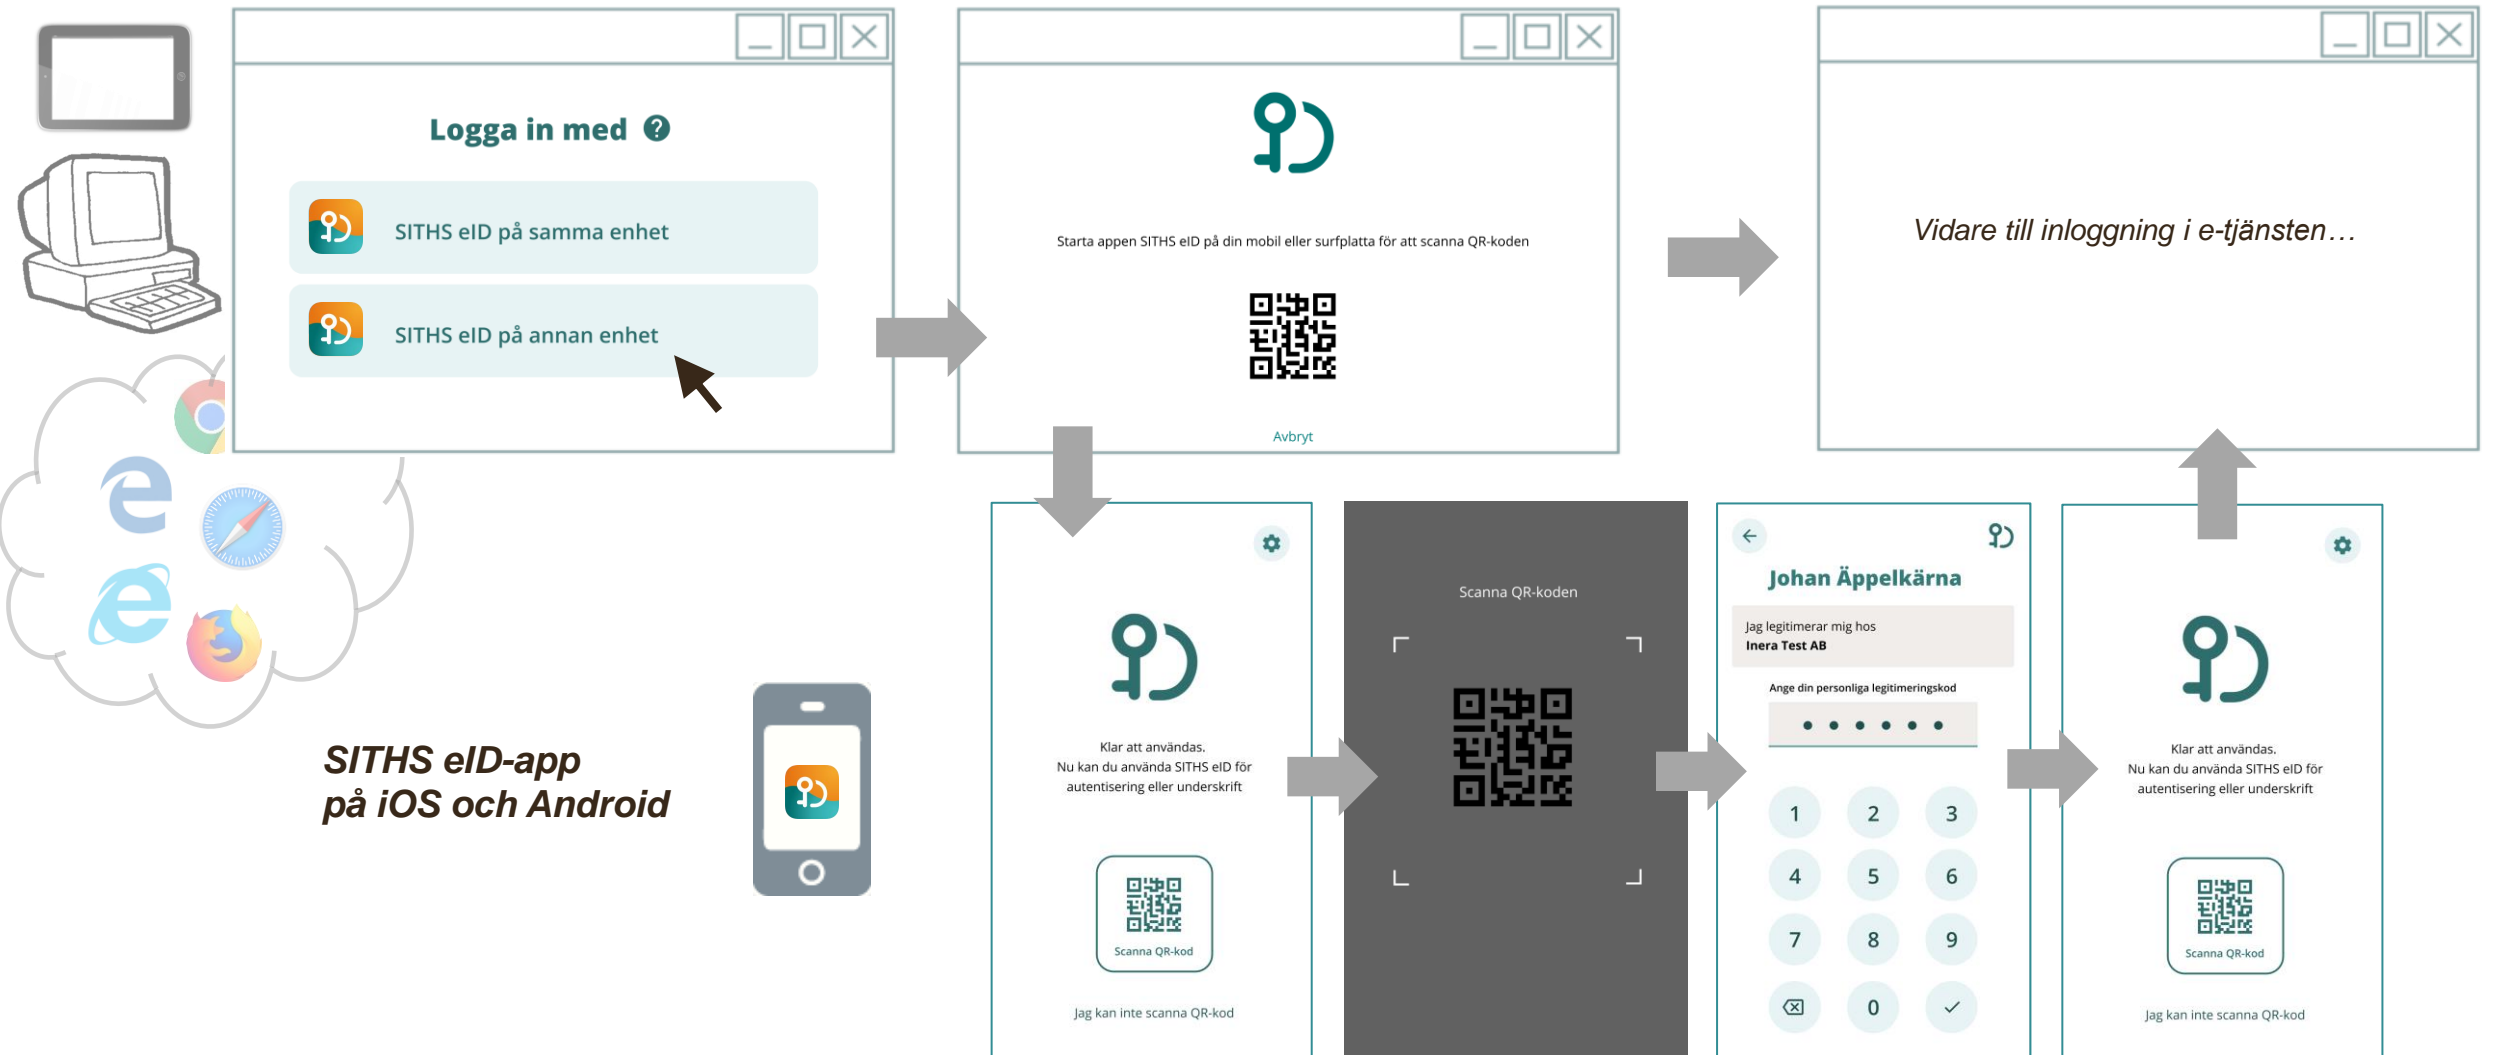 Logga in med ?
SITHS eID på samma enhet
SITHS eID på annan enhet
Starta appen SITHS eID på din mobil eller surfplatta för att scanna QR-koden
Avbryt
Vidare till inloggning i e-tjänsten…
SITHS eID-app
på iOS och Android
Klar att användas.
Nu kan du använda SITHS eID för
autentisering eller underskrift
Scanna QR-kod
Jag kan inte scanna QR-kod
Scanna QR-koden
Johan Äppelkärna
Jag legitimerar mig hos
Inera Test AB
Ange din personliga legitimeringskod
1 2 3
4 5 6
7 8 9
0
Klar att användas.
Nu kan du använda SITHS eID för
autentisering eller underskrift
Scanna QR-kod
Jag kan inte scanna QR-kod